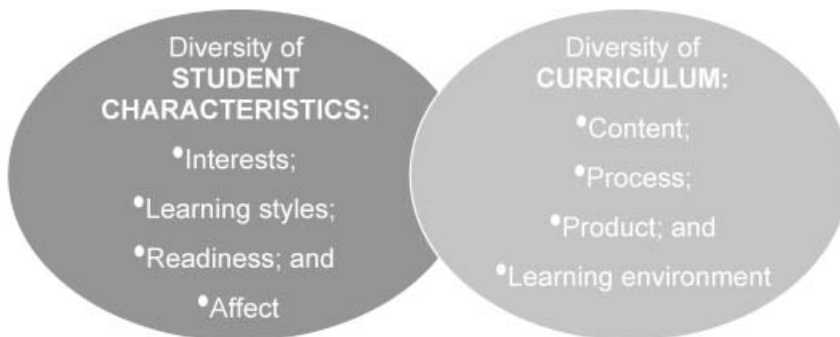 Diversity of
STUDENT
CHARACTERISTICS:
•Interests;
•Learning styles;
•Readiness; and
•Affect
Diversity of
CURRICULUM:
•Content;
•Process;
•Product; and
•Learning environment